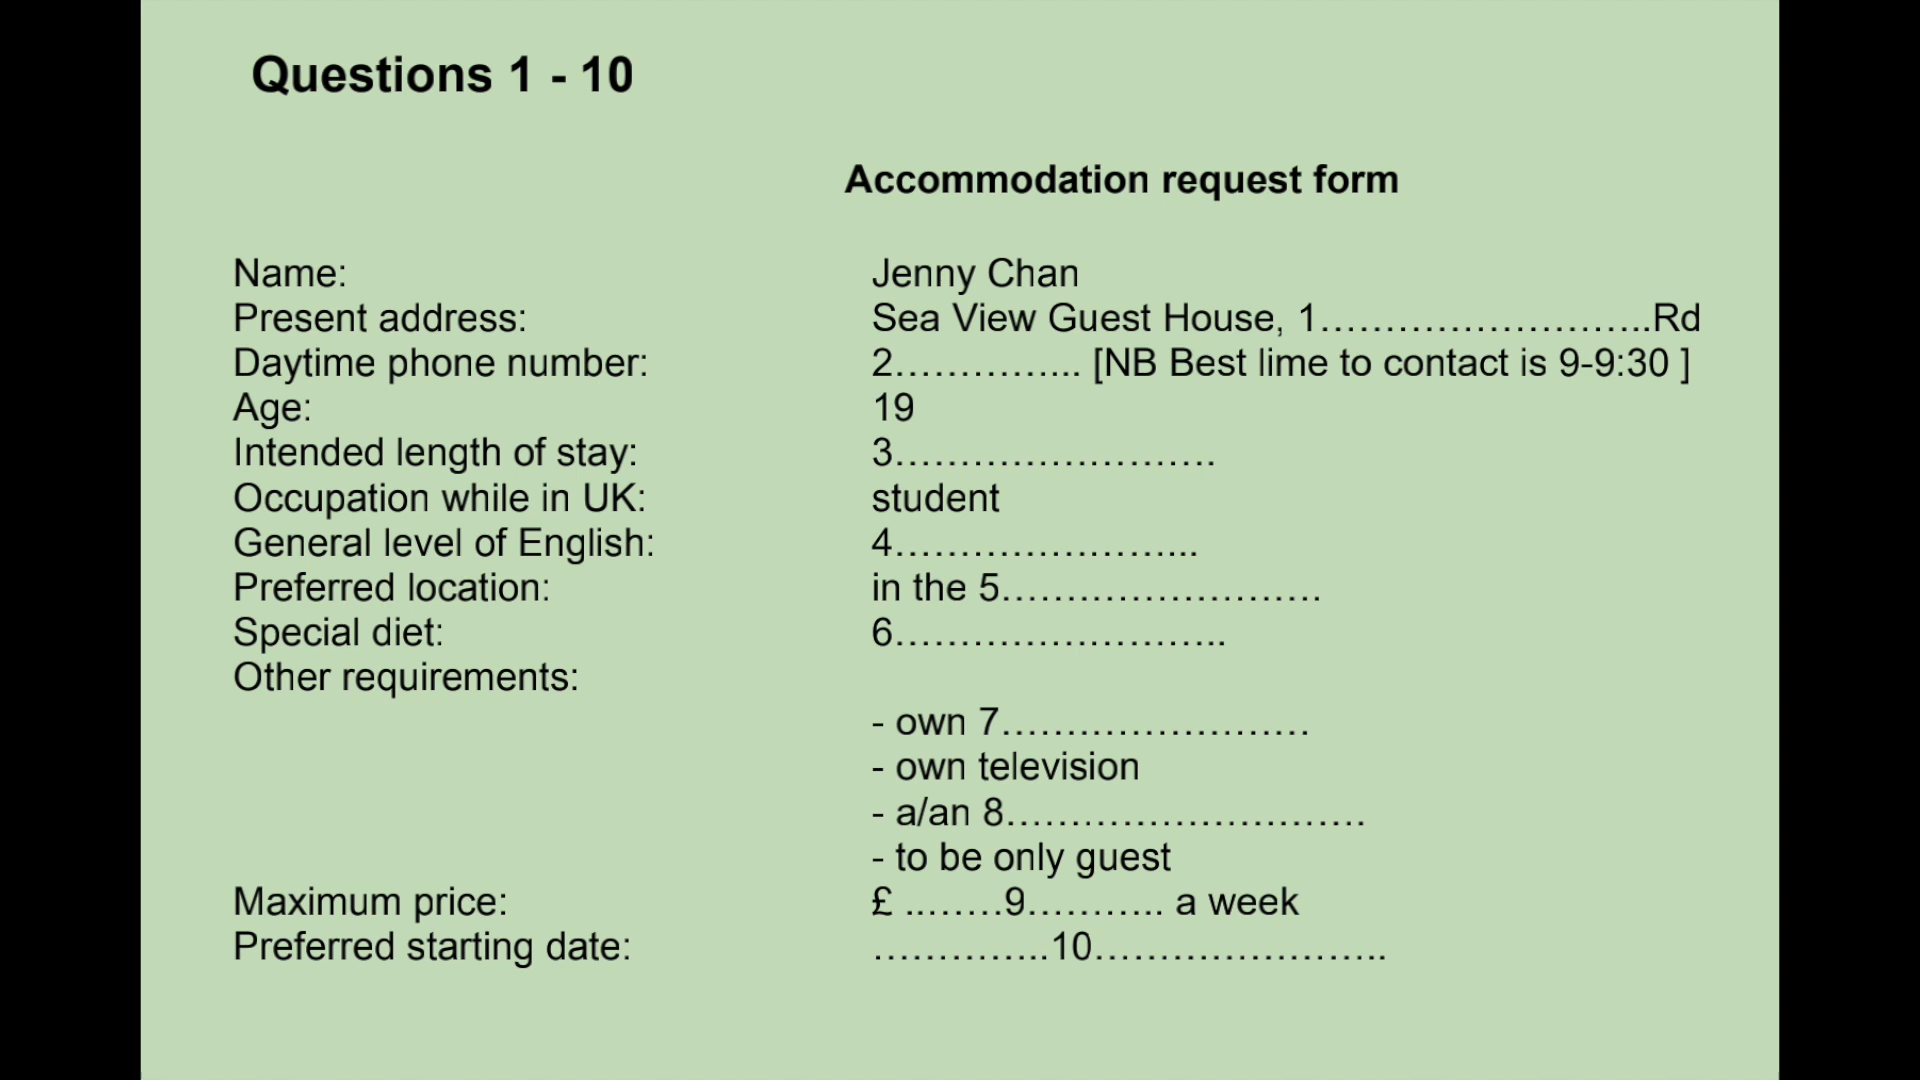 Questions 1 - 10
Accommodation request form
Name: Jenny Chan
Present address: Sea View Guest House, 1……………………..Rd
Daytime phone number: 2…………... [NB Best lime to contact is 9-9:30 ]
Age: 19
Intended length of stay: 3…………………….
Occupation while in UK: student
General level of English: 4…………………...
Preferred location: in the 5…………………….
Special diet: 6……………………..
Other requirements:
- own 7……………………
- own television
- a/an 8……………………….
- to be only guest
Maximum price: £ ..……9……….. a week
Preferred starting date: …………..10…………………..